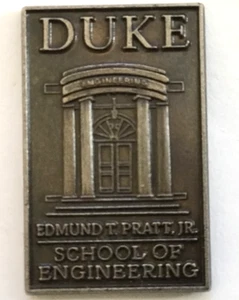 DUKE
ENGINEERING
EDMUND T. PRATT, JR.
SCHOOL OF
ENGINEERING